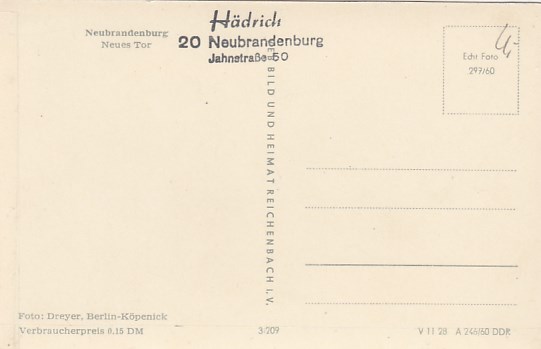 Hädrich
20 Neubrandenburg
Jahnstraße 50
Neubrandenburg
Neues Tor
Echt Foto
297/60
BILD UND HEIMAT REICHENBACH I. V.
Foto: Dreyer, Berlin-Köpenick
Verbraucherpreis 0,15 DM
3/209
V 11 28 A 246/60 DDR